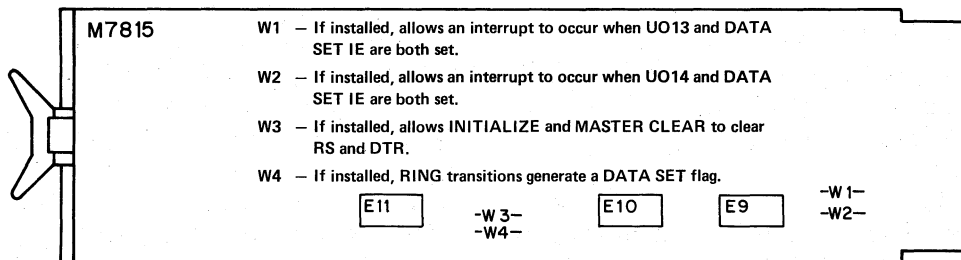 M7815
W1 – If installed, allows an interrupt to occur when UO13 and DATA
SET IE are both set.
W2 – If installed, allows an interrupt to occur when UO14 and DATA
SET IE are both set.
W3 – If installed, allows INITIALIZE and MASTER CLEAR to clear
RS and DTR.
W4 – If installed, RING transitions generate a DATA SET flag.
E11
-W3-
-W4-
E10
E9
-W1-
-W2-